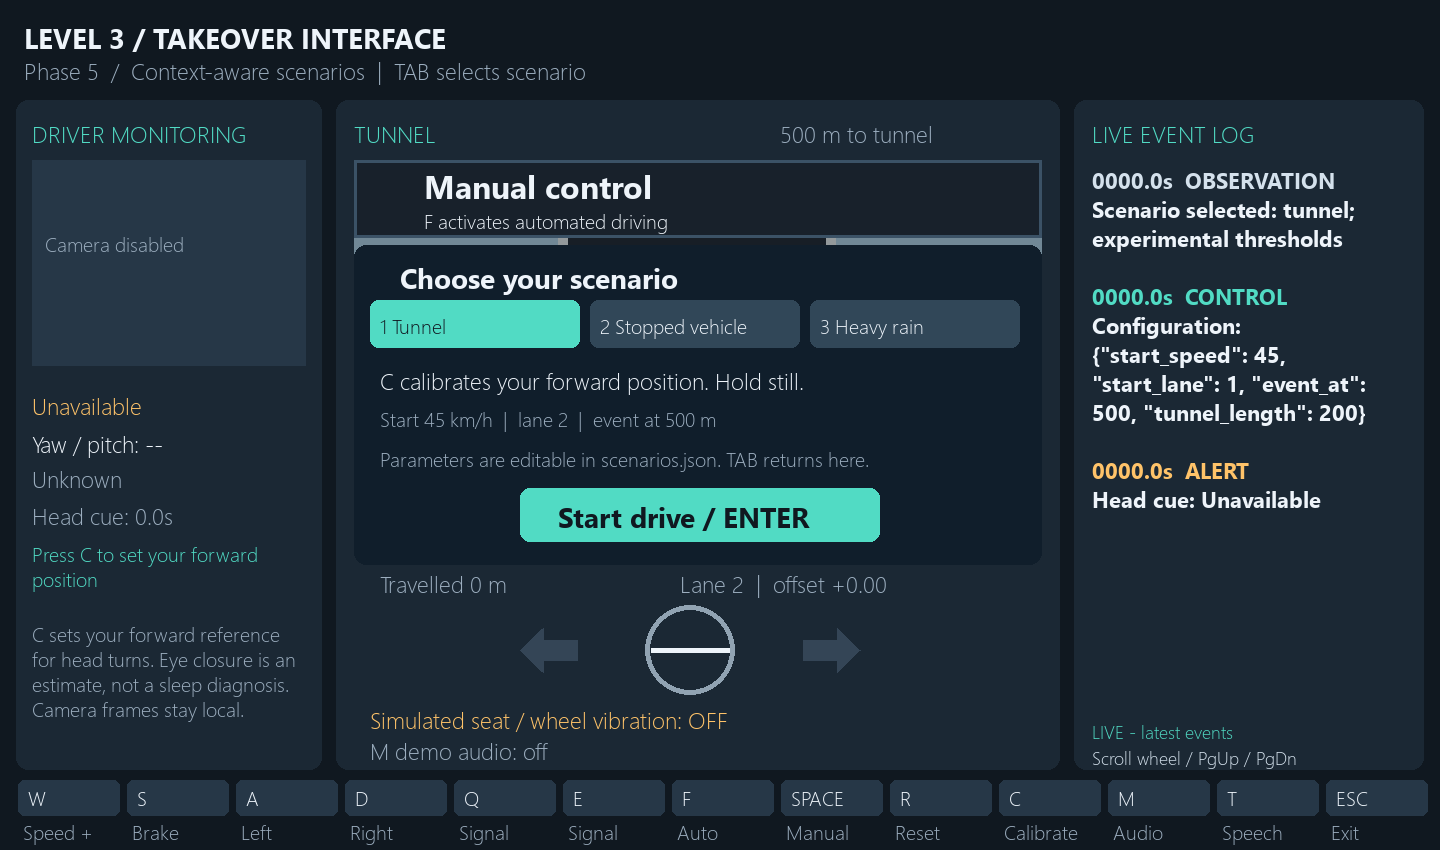 LEVEL 3 / TAKEOVER INTERFACE
Phase 5 / Context-aware scenarios | TAB selects scenario
DRIVER MONITORING
Camera disabled
Unavailable
Yaw / pitch: --
Unknown
Head cue: 0.0s
Press C to set your forward
position
C sets your forward reference
for head turns. Eye closure is an
estimate, not a sleep diagnosis.
Camera frames stay local.
TUNNEL
500 m to tunnel
Manual control
F activates automated driving
Choose your scenario
1 Tunnel
2 Stopped vehicle
3 Heavy rain
C calibrates your forward position. Hold still.
Start 45 km/h | lane 2 | event at 500 m
Parameters are editable in scenarios.json. TAB returns here.
Start drive / ENTER
Travelled 0 m
Lane 2 | offset +0.00
Simulated seat / wheel vibration: OFF
M demo audio: off
LIVE EVENT LOG
0000.0s OBSERVATION
Scenario selected: tunnel;
experimental thresholds
0000.0s CONTROL
Configuration:
{"start_speed": 45,
"start_lane": 1, "event_at":
500, "tunnel_length": 200}
0000.0s ALERT
Head cue: Unavailable
LIVE - latest events
Scroll wheel / PgUp / PgDn
W
Speed +
S
Brake
A
Left
D
Right
Q
Signal
E
Signal
F
Auto
SPACE
Manual
R
Reset
C
Calibrate
M
Audio
T
Speech
ESC
Exit